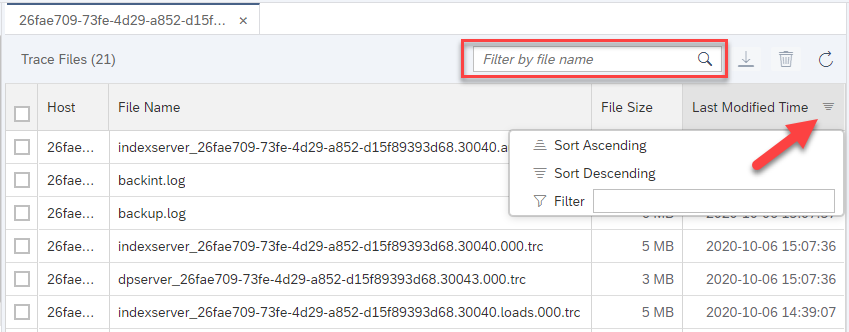 26fae709-73fe-4d29-a852-d15f... ×
Trace Files (21) Filter by file name
Host File Name File Size Last Modified Time
26fae... indexserver_26fae709-73fe-4d29-a852-d15f89393d68.30040.
Sort Ascending
26fae... backint.log
Sort Descending
Filter
26fae... backup.log
26fae... indexserver_26fae709-73fe-4d29-a852-d15f89393d68.30040.000.trc 5 MB 2020-10-06 15:07:36
26fae... dpserver_26fae709-73fe-4d29-a852-d15f89393d68.30043.000.trc 3 MB 2020-10-06 15:07:36
26fae... indexserver_26fae709-73fe-4d29-a852-d15f89393d68.30040.loads.000.trc 5 MB 2020-10-06 14:39:07